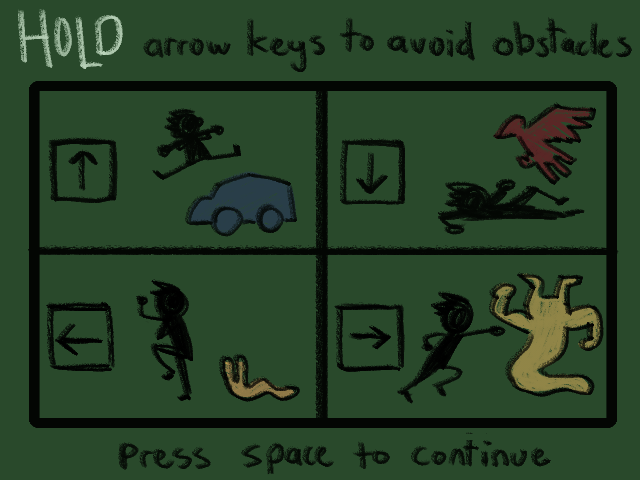 HOLD arrow keys to avoid obstacles
↑
↓
←
→
Press space to continue